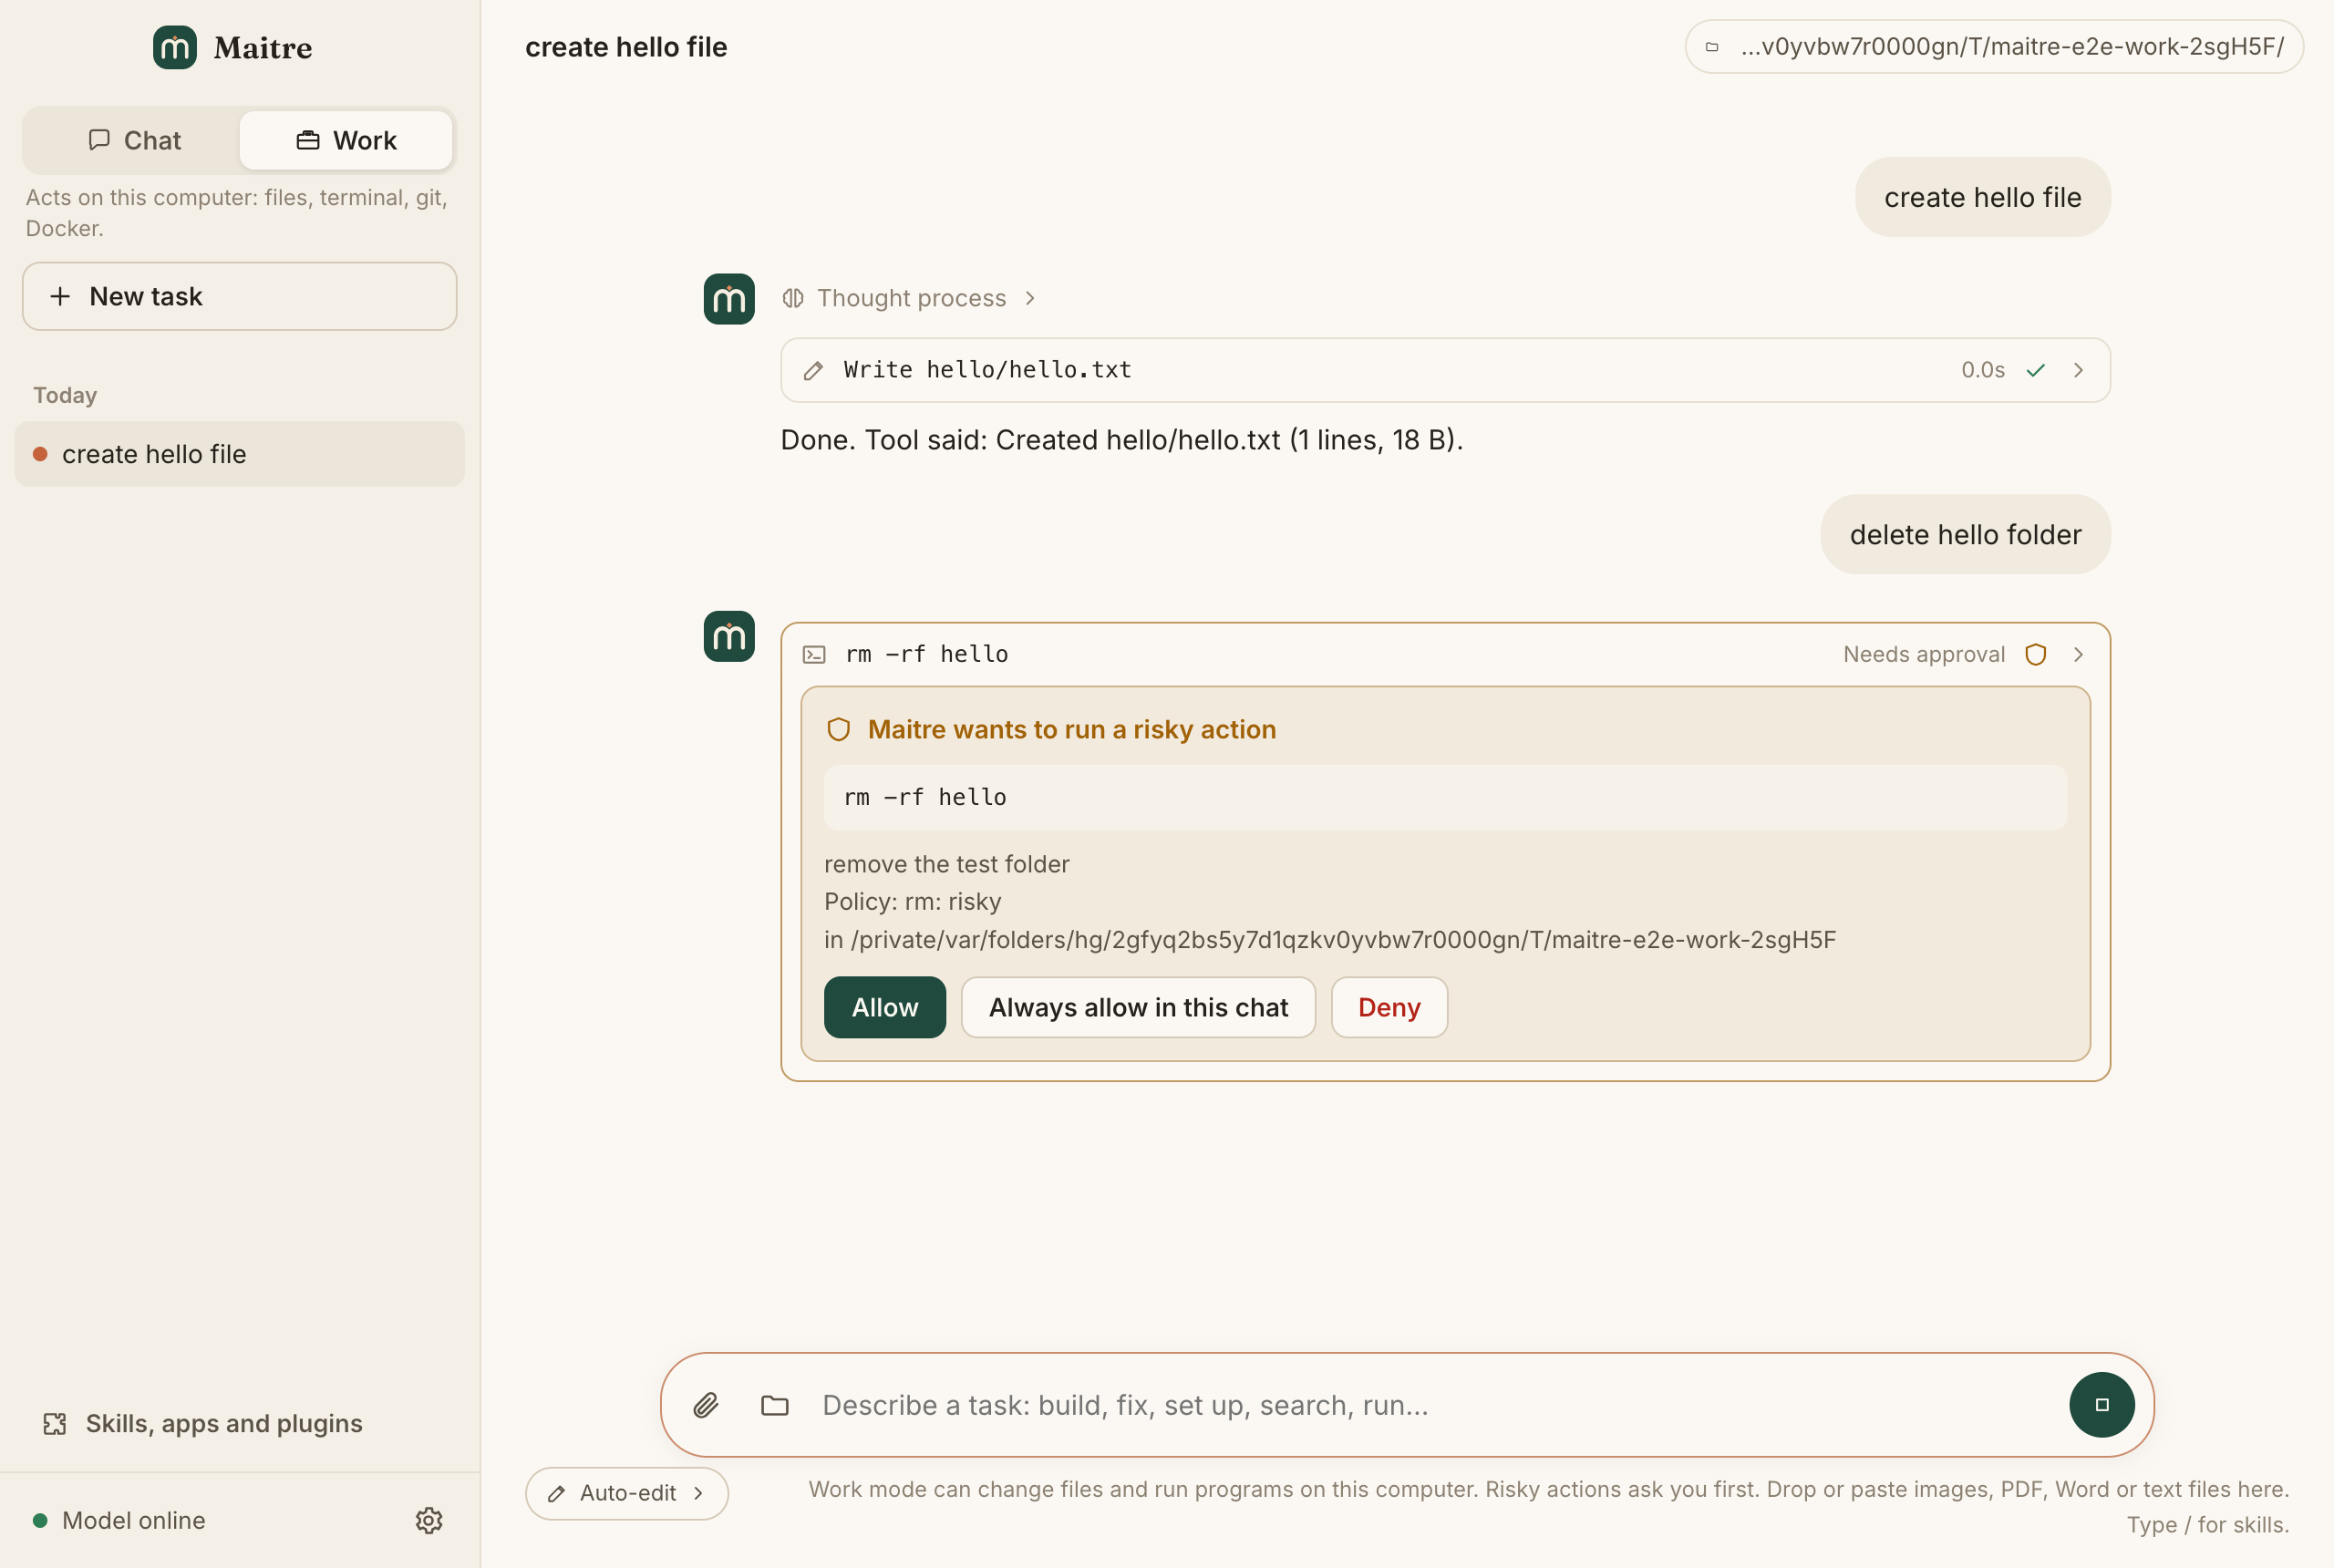 Maitre
Chat
Work
Acts on this computer: files, terminal, git,
Docker.
New task
Today
create hello file
Skills, apps and plugins
Model online
create hello file
...v0yvbw7r0000gn/T/maitre-e2e-work-2sgH5F/
create hello file
Thought process
Write hello/hello.txt
0.0s
Done. Tool said: Created hello/hello.txt (1 lines, 18 B).
delete hello folder
rm -rf hello
Needs approval
Maitre wants to run a risky action
rm -rf hello
remove the test folder
Policy: rm: risky
in /private/var/folders/hg/2gfyq2bs5y7d1qzkv0yvbw7r0000gn/T/maitre-e2e-work-2sgH5F
Allow
Always allow in this chat
Deny
Describe a task: build, fix, set up, search, run...
Auto-edit
Work mode can change files and run programs on this computer. Risky actions ask you first. Drop or paste images, PDF, Word or text files here.
Type / for skills.